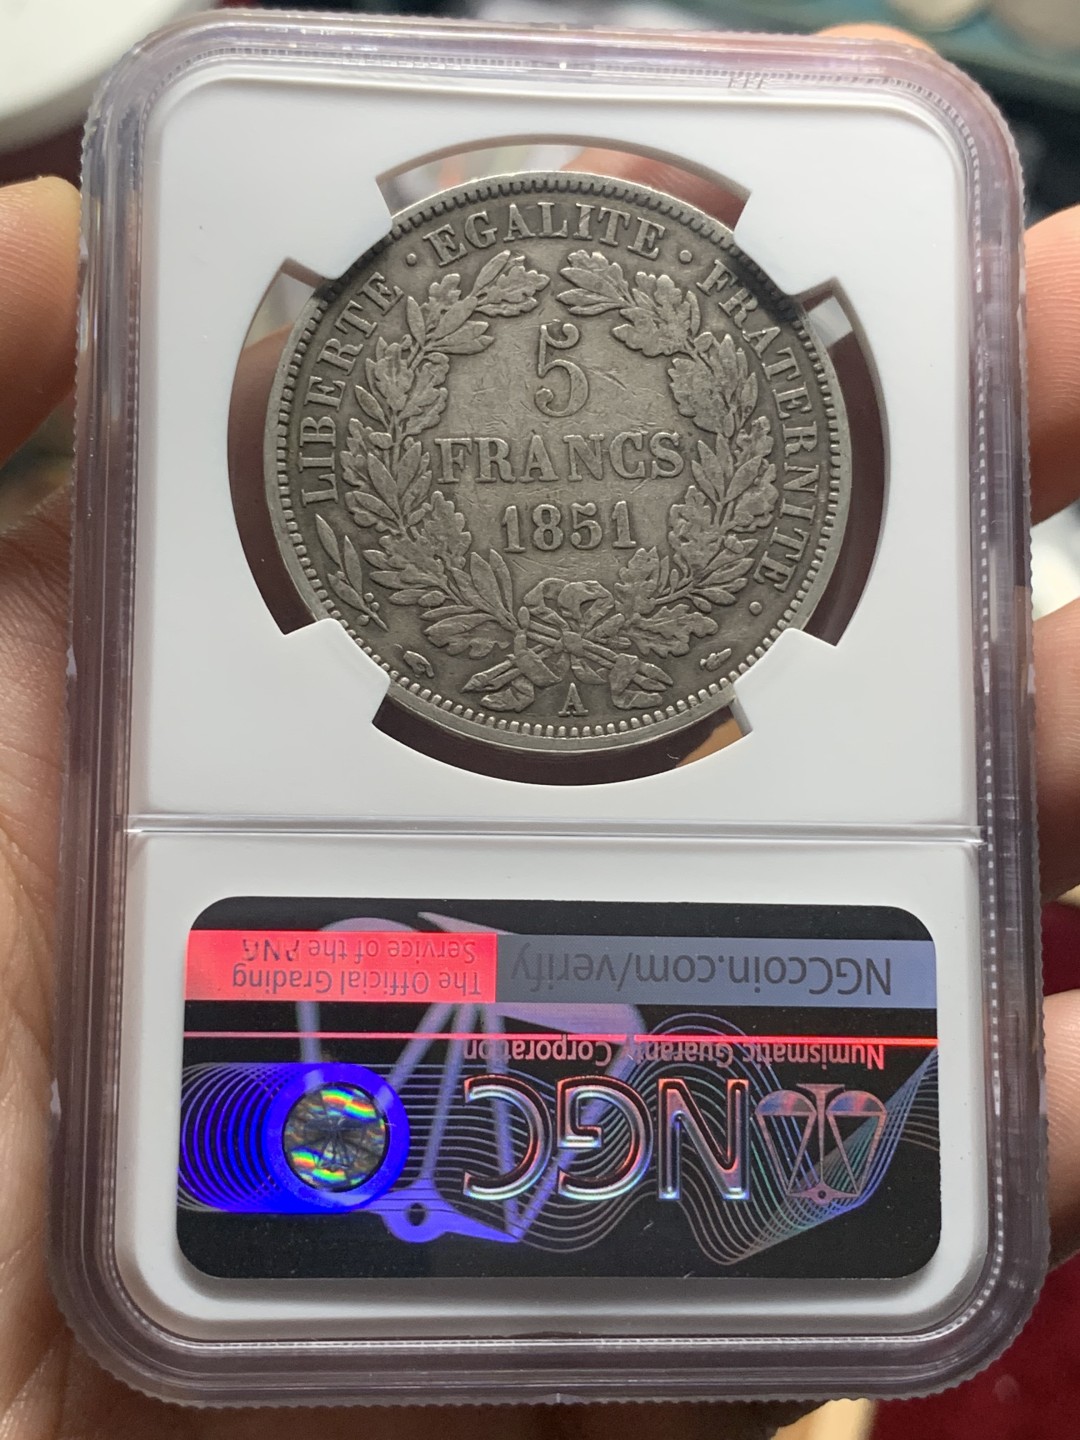 LIBERTE · EGALITE · FRATERNITE ·
5
FRANCS
1851
A
NGC
Numismatic Guaranty Corporation
NGCcoin.com/verify
The Official Grading
Service of the PNG